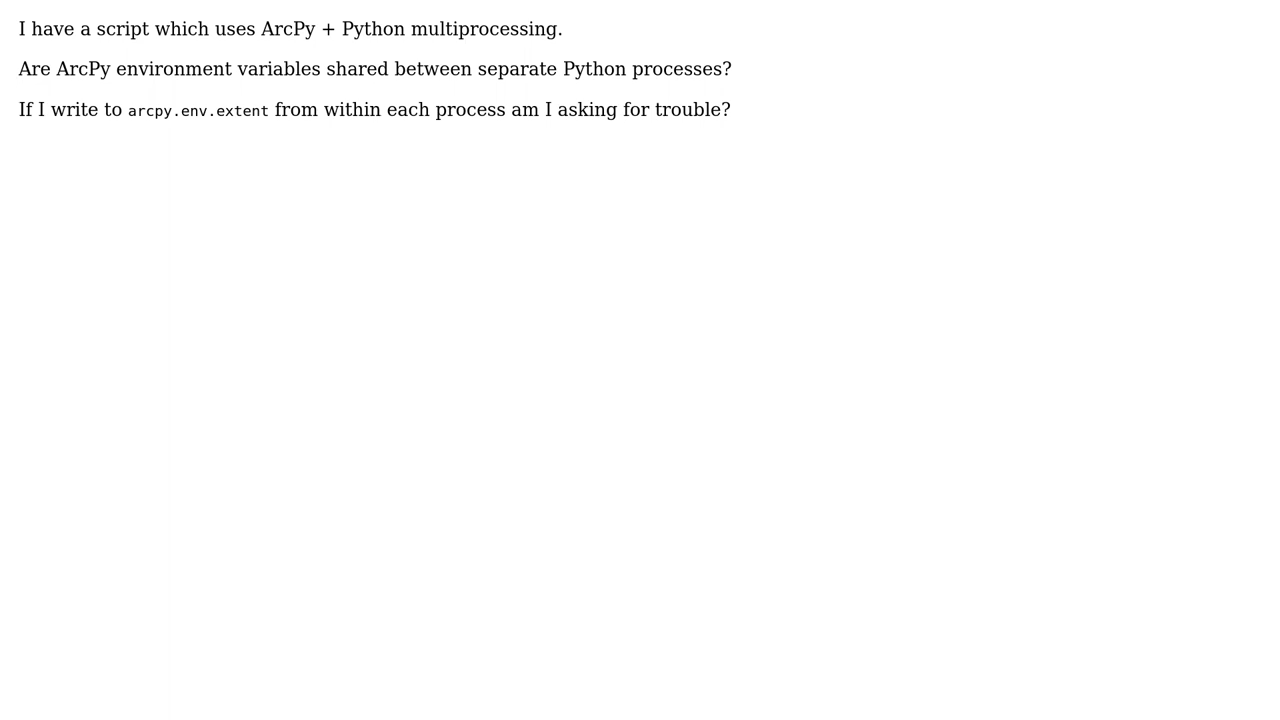 I have a script which uses ArcPy + Python multiprocessing.
Are ArcPy environment variables shared between separate Python processes?
If I write to arcpy.env.extent from within each process am I asking for trouble?